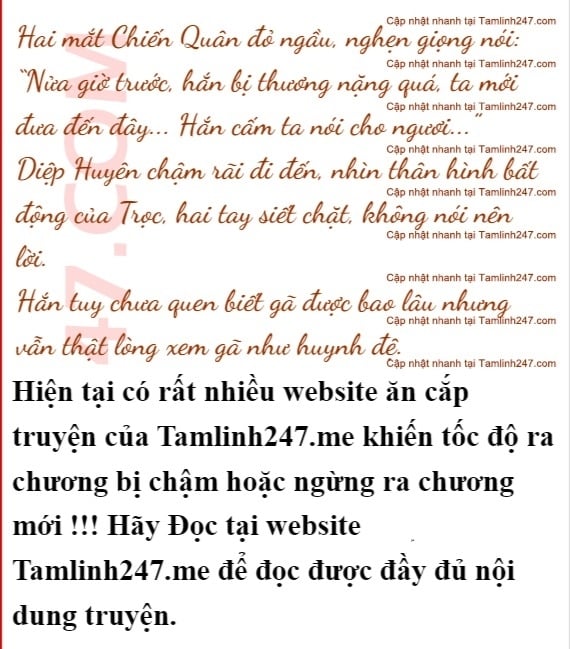 Cập nhật nhanh tại Tamlinh247.com
Hai mắt Chiến Quân đỏ ngầu, nghẹn giọng nói:
Cập nhật nhanh tại Tamlinh247.com
“Nửa giờ trước, hắn bị thương nặng quá, ta mới
Cập nhật nhanh tại Tamlinh247.com
đưa đến đây... Hắn cấm ta nói cho ngươi...”
Cập nhật nhanh tại Tamlinh247.com
Diệp Huyên chậm rãi đi đến, nhìn thân hình bất
Cập nhật nhanh tại Tamlinh247.com
động của Trọc, hai tay siết chặt, không nói nên
Cập nhật nhanh tại Tamlinh247.com
lời.
Cập nhật nhanh tại Tamlinh247.com
Hắn tuy chưa quen biết gã được bao lâu nhưng
Cập nhật nhanh tại Tamlinh247.com
vẫn thật lòng xem gã như huynh đệ.
Cập nhật nhanh tại Tamlinh247.com
47.COM
Hiện tại có rất nhiều website ăn cắp
truyện của Tamlinh247.me khiến tốc độ ra
chương bị chậm hoặc ngừng ra chương
mới !!! Hãy Đọc tại website
Tamlinh247.me để đọc được đầy đủ nội
dung truyện.